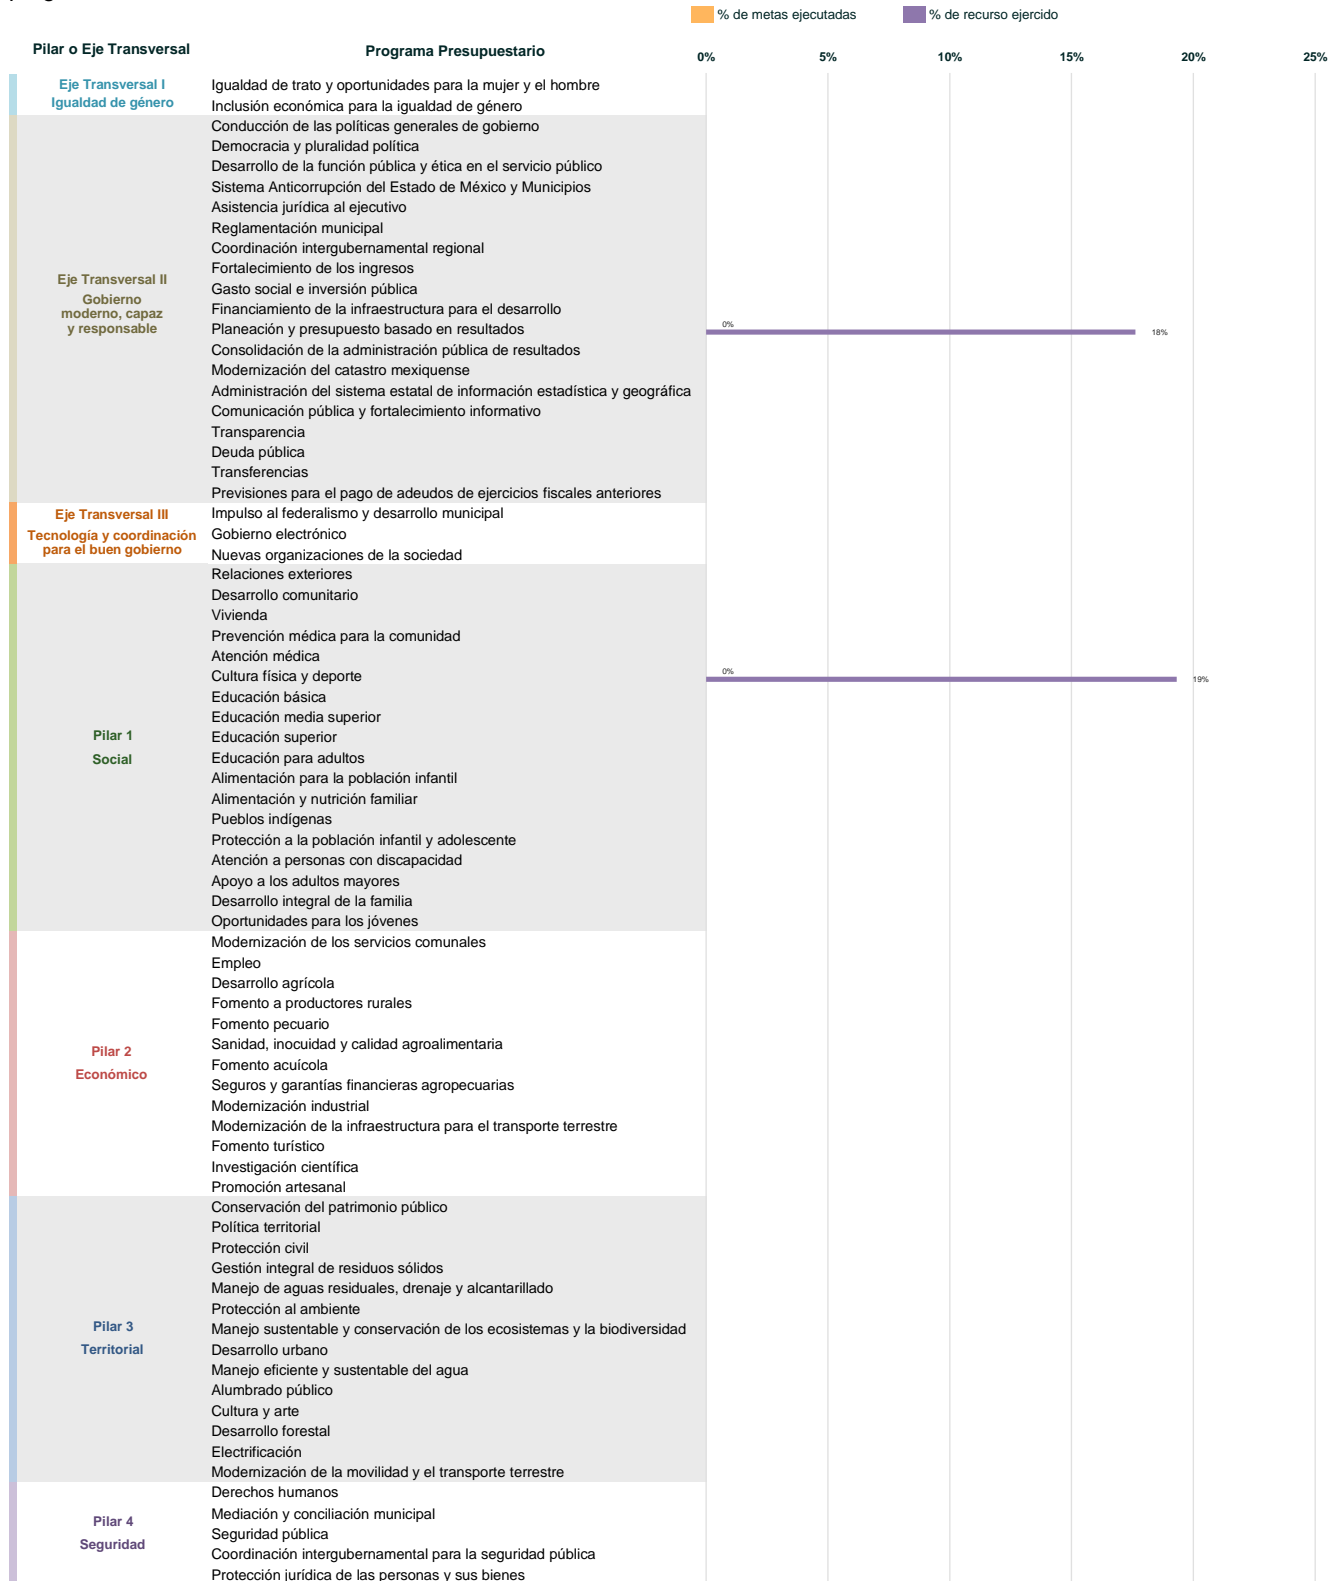 % de metas ejecutadas % de recurso ejercido
Pilar o Eje Transversal Programa Presupuestario 0% 5% 10% 15% 20% 25%
Eje Transversal I
Igualdad de género
Igualdad de trato y oportunidades para la mujer y el hombre
Inclusión económica para la igualdad de género
Eje Transversal II
Gobierno
moderno, capaz
y responsable
Conducción de las políticas generales de gobierno
Democracia y pluralidad política
Desarrollo de la función pública y ética en el servicio público
Sistema Anticorrupción del Estado de México y Municipios
Asistencia jurídica al ejecutivo
Reglamentación municipal
Coordinación intergubernamental regional
Fortalecimiento de los ingresos
Gasto social e inversión pública
Financiamiento de la infraestructura para el desarrollo
Planeación y presupuesto basado en resultados 0% 18%
Consolidación de la administración pública de resultados
Modernización del catastro mexiquense
Administración del sistema estatal de información estadística y geográfica
Comunicación pública y fortalecimiento informativo
Transparencia
Deuda pública
Transferencias
Previsiones para el pago de adeudos de ejercicios fiscales anteriores
Eje Transversal III
Tecnología y coordinación
para el buen gobierno
Impulso al federalismo y desarrollo municipal
Gobierno electrónico
Nuevas organizaciones de la sociedad
Pilar 1
Social
Relaciones exteriores
Desarrollo comunitario
Vivienda
Prevención médica para la comunidad
Atención médica
Cultura física y deporte 0% 19%
Educación básica
Educación media superior
Educación superior
Educación para adultos
Alimentación para la población infantil
Alimentación y nutrición familiar
Pueblos indígenas
Protección a la población infantil y adolescente
Atención a personas con discapacidad
Apoyo a los adultos mayores
Desarrollo integral de la familia
Oportunidades para los jóvenes
Pilar 2
Económico
Modernización de los servicios comunales
Empleo
Desarrollo agrícola
Fomento a productores rurales
Fomento pecuario
Sanidad, inocuidad y calidad agroalimentaria
Fomento acuícola
Seguros y garantías financieras agropecuarias
Modernización industrial
Modernización de la infraestructura para el transporte terrestre
Fomento turístico
Investigación científica
Promoción artesanal
Pilar 3
Territorial
Conservación del patrimonio público
Política territorial
Protección civil
Gestión integral de residuos sólidos
Manejo de aguas residuales, drenaje y alcantarillado
Protección al ambiente
Manejo sustentable y conservación de los ecosistemas y la biodiversidad
Desarrollo urbano
Manejo eficiente y sustentable del agua
Alumbrado público
Cultura y arte
Desarrollo forestal
Electrificación
Modernización de la movilidad y el transporte terrestre
Pilar 4
Seguridad
Derechos humanos
Mediación y conciliación municipal
Seguridad pública
Coordinación intergubernamental para la seguridad pública
Protección jurídica de las personas y sus bienes